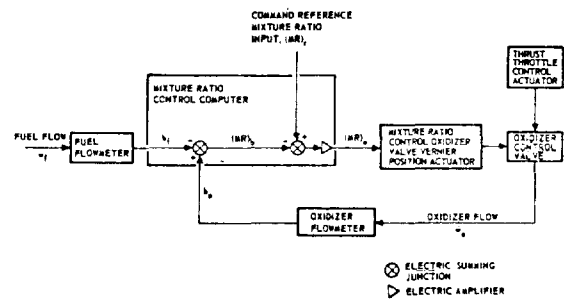 COMMAND REFERENCE
MIXTURE RATIO
INPUT, (MR)r
THRUST
THROTTLE
CONTROL
ACTUATOR
MIXTURE RATIO
CONTROL COMPUTER
FUEL FLOW
FUEL
FLOWMETER
(MR)b
(MR)e
MIXTURE RATIO
CONTROL OXIDIZER
VALVE VERNIER
POSITION ACTUATOR
OXIDIZER
CONTROL
VALVE
OXIDIZER
FLOWMETER
OXIDIZER FLOW
ELECTRIC SUMMING
JUNCTION
ELECTRIC AMPLIFIER